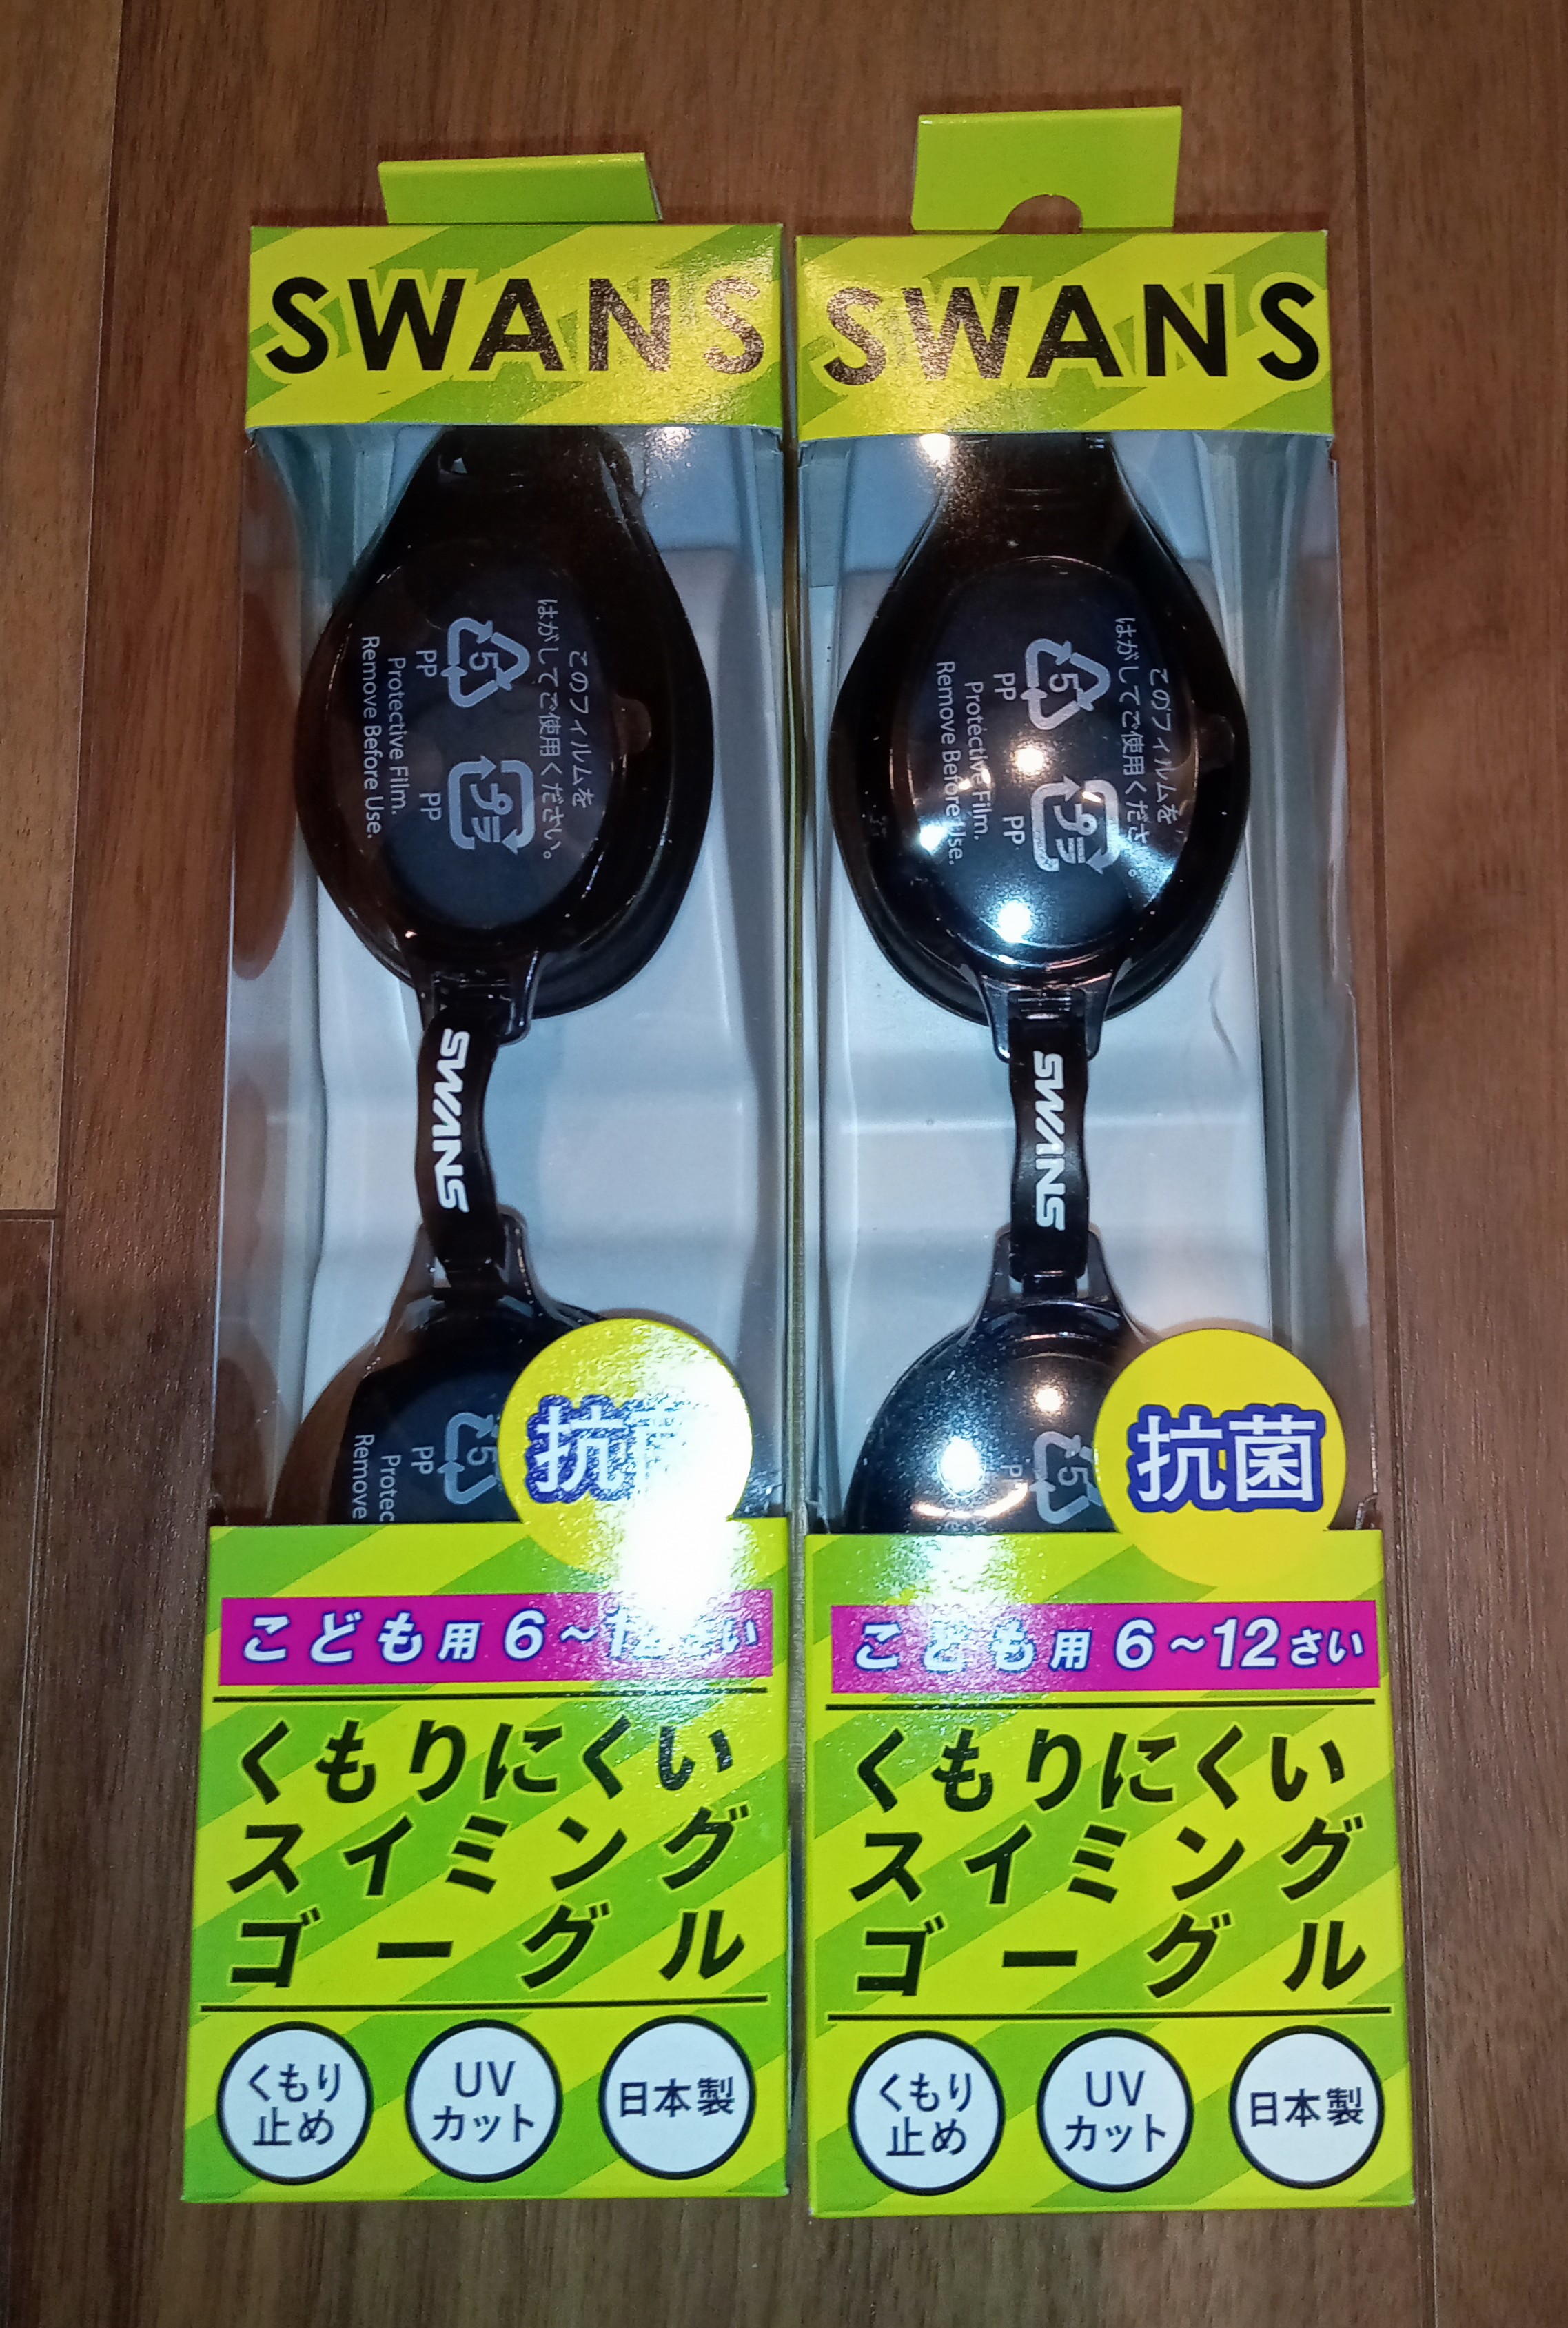 SWANS
このフィルムを
はがしてご使用ください。
5
PP
プラ
PP
Protective Film.
Remove Before Use.
SWANS
5
PP
Protec
Remove
抗
こども用 6～ い
くもりにくい
スイミング
ゴーグル
くもり
止め
UV
カット
日本製
SWANS
このフィルムを
はがしてご使用くださ 。
5
PP
プラ
PP
Protective Film.
Remove Before Use.
SWANS
5
抗菌
こども用 6～12さい
くもりにくい
スイミング
ゴーグル
くもり
止め
UV
カット
日本製